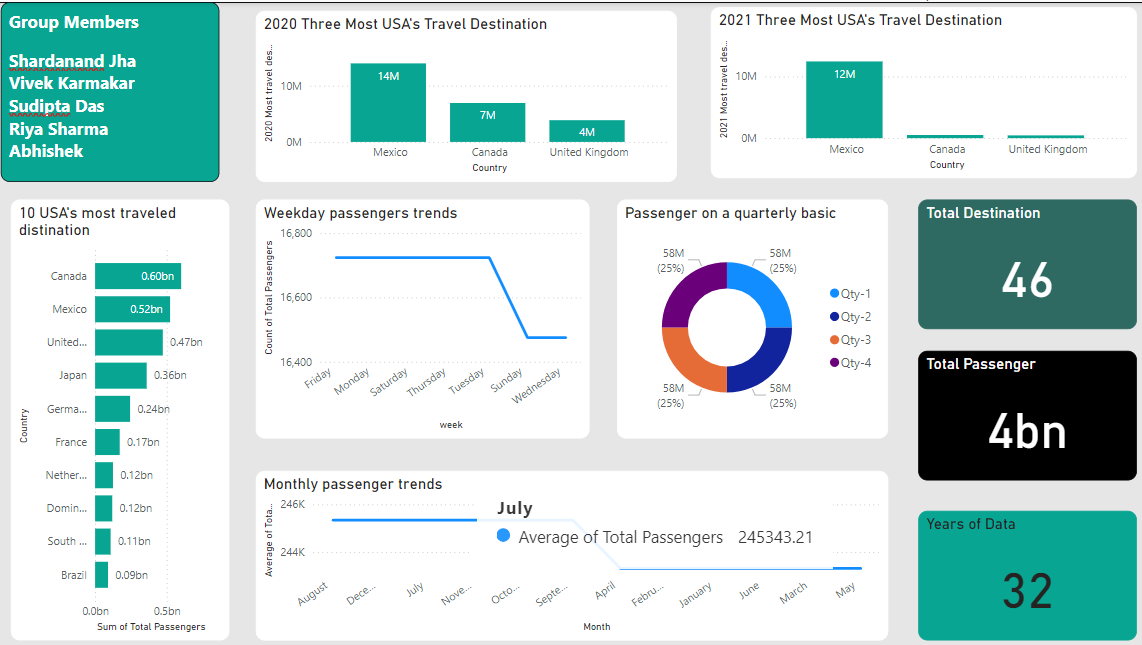 Group Members
Shardanand Jha
Vivek Karmakar
Sudipta Das
Riya Sharma
Abhishek
2020 Three Most USA's Travel Destination
2020 Most travel des...
10M
0M
14M
7M
4M
Mexico
Canada
United Kingdom
Country
2021 Three Most USA's Travel Destination
2021 Most travel des...
10M
0M
12M
Mexico
Canada
United Kingdom
Country
10 USA's most traveled
distination
Country
Canada
0.60bn
Mexico
0.52bn
United...
0.47bn
Japan
0.36bn
Germa...
0.24bn
France
0.17bn
Nether...
0.12bn
Domin...
0.12bn
South ...
0.11bn
Brazil
0.09bn
0.0bn
0.5bn
Sum of Total Passengers
Weekday passengers trends
Count of Total Passengers
16,800
16,600
16,400
Friday
Monday
Saturday
Thursday
Tuesday
Sunday
Wednesday
week
Passenger on a quarterly basic
58M
(25%)
58M
(25%)
58M
(25%)
58M
(25%)
Qty-1
Qty-2
Qty-3
Qty-4
Total Destination
46
Total Passenger
4bn
Years of Data
32
Monthly passenger trends
Average of Tota...
246K
244K
July
Average of Total Passengers 245343.21
August
Dece...
July
Nove...
Octo...
Septe...
April
Febru...
January
June
March
May
Month